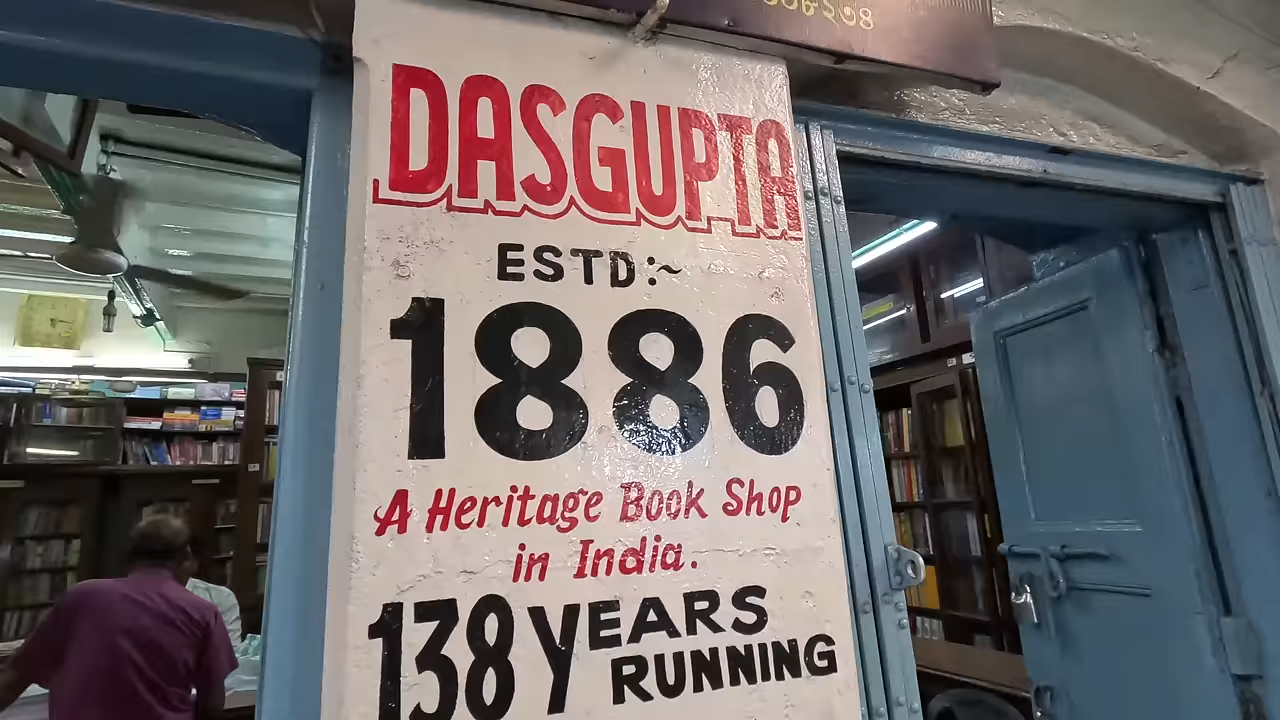 DASGUPTA
ESTD:~
1886
A Heritage Book Shop
in India.
138 YEARS
RUNNING